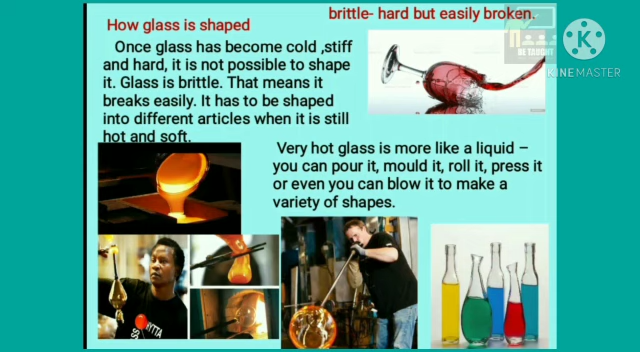 brittle- hard but easily broken.
How glass is shaped
Once glass has become cold ,stiff
and hard, it is not possible to shape
it. Glass is brittle. That means it
breaks easily. It has to be shaped
into different articles when it is still
hot and soft.
Very hot glass is more like a liquid –
you can pour it, mould it, roll it, press it
or even you can blow it to make a
variety of shapes.
BE TAUGHT
KINEMASTER